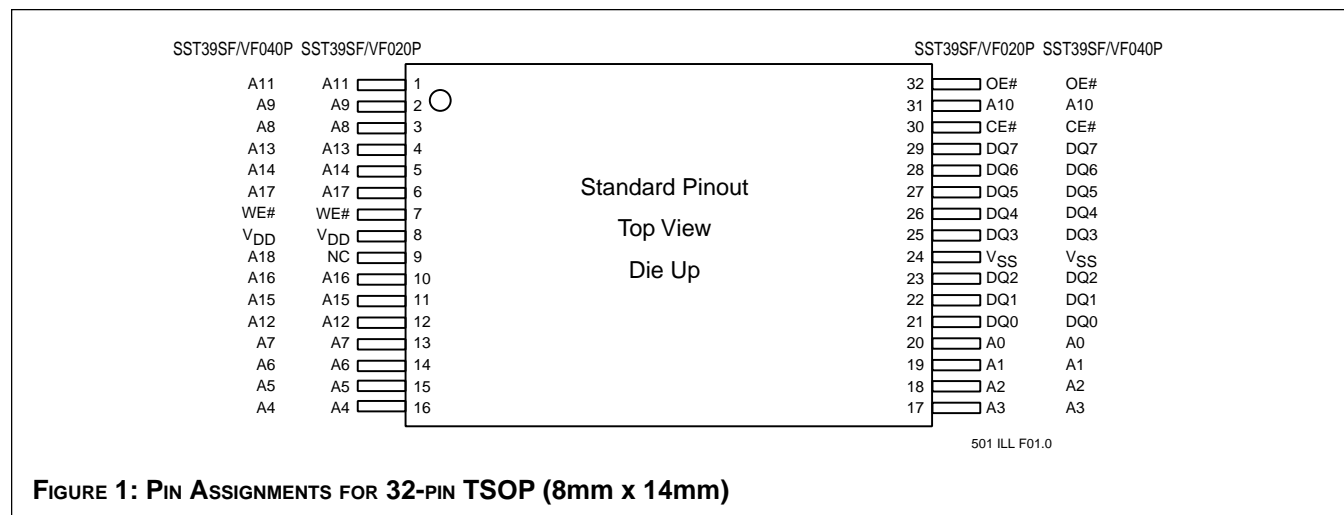 SST39SF/VF040P SST39SF/VF020P SST39SF/VF020P SST39SF/VF040P
A11 A11 1 32 OE# OE#
A9 A9 2 31 A10 A10
A8 A8 3 30 CE# CE#
A13 A13 4 29 DQ7 DQ7
A14 A14 5 28 DQ6 DQ6
A17 A17 6 27 DQ5 DQ5
WE# WE# 7 26 DQ4 DQ4
VDD VDD 8 25 DQ3 DQ3
A18 NC 9 24 VSS VSS
A16 A16 10 23 DQ2 DQ2
A15 A15 11 22 DQ1 DQ1
A12 A12 12 21 DQ0 DQ0
A7 A7 13 20 A0 A0
A6 A6 14 19 A1 A1
A5 A5 15 18 A2 A2
A4 A4 16 17 A3 A3
Standard Pinout
Top View
Die Up
501 ILL F01.0
FIGURE 1: PIN ASSIGNMENTS FOR 32-PIN TSOP (8mm x 14mm)